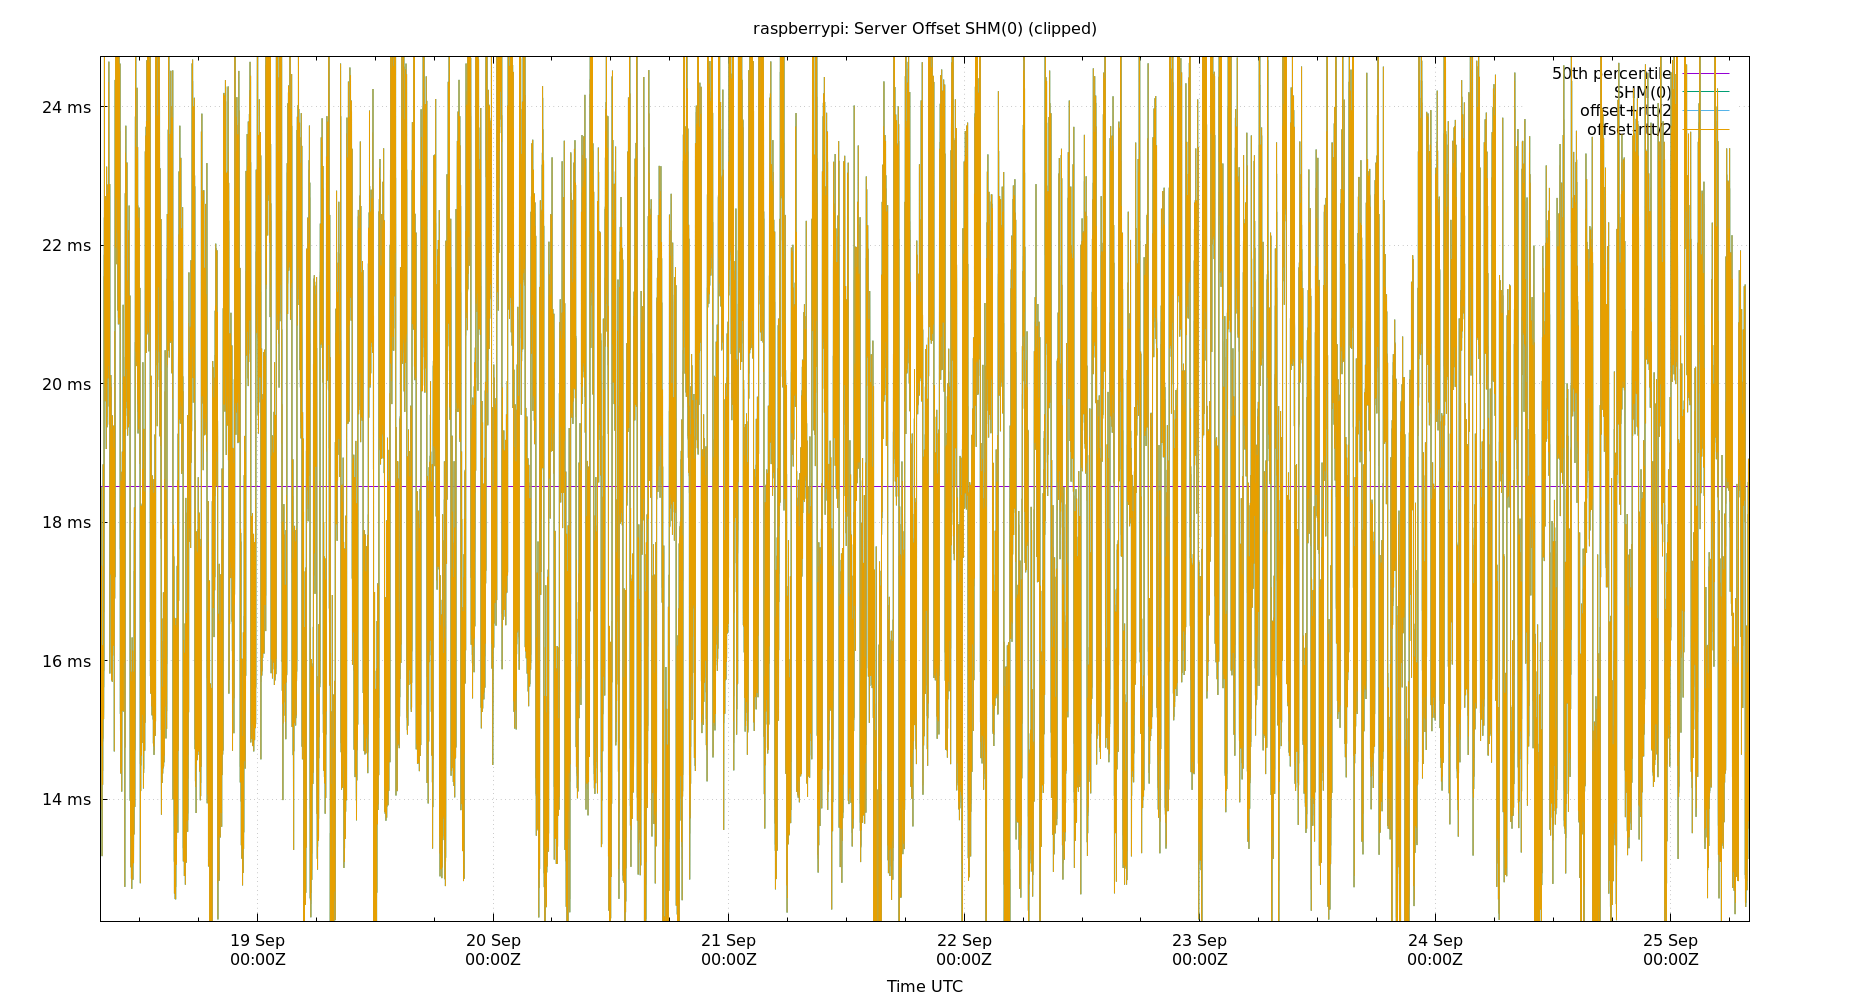 raspberrypi: Server Offset SHM(0) (clipped)
50th percentile
SHM(0)
offset+rtt/2
offset-rtt/2
24 ms
22 ms
20 ms
18 ms
16 ms
14 ms
19 Sep 20 Sep 21 Sep 22 Sep 23 Sep 24 Sep 25 Sep
00:00Z 00:00Z 00:00Z 00:00Z 00:00Z 00:00Z 00:00Z
Time UTC